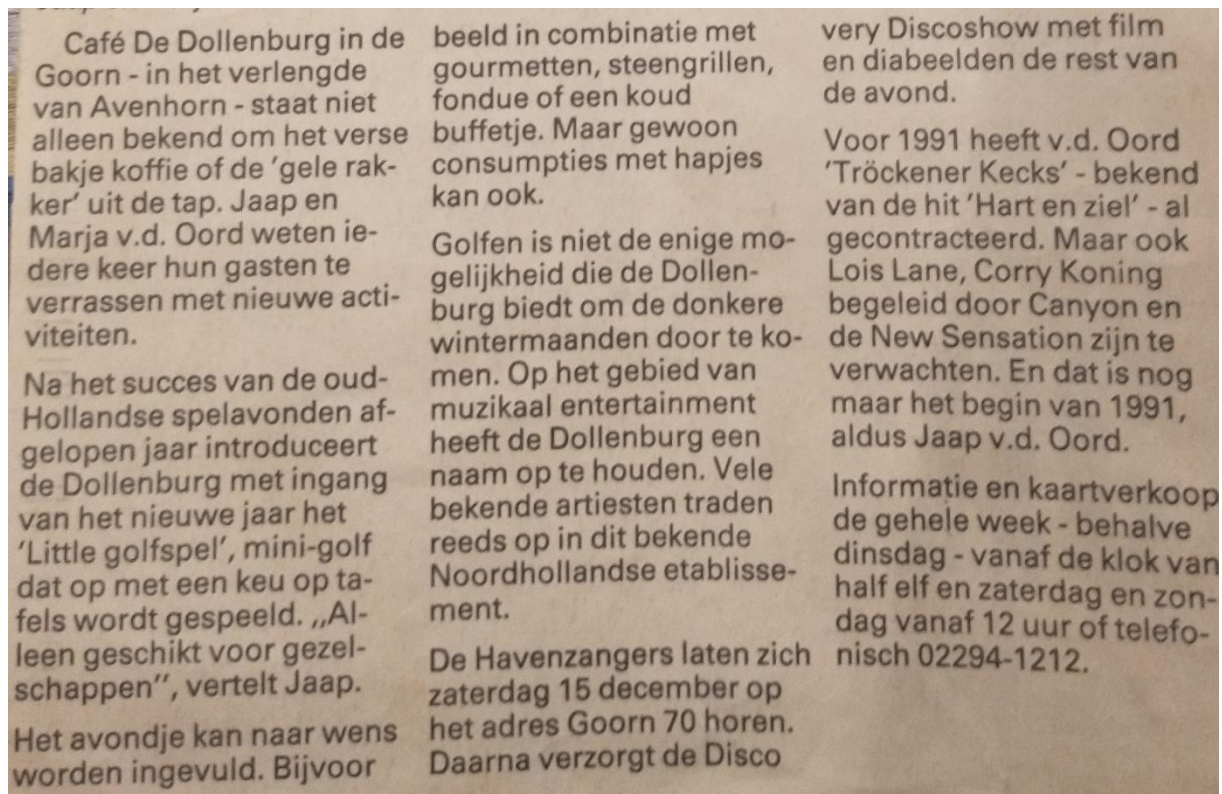 Café De Dollenburg in de
Goorn - in het verlengde
van Avenhorn - staat niet
alleen bekend om het verse
bakje koffie of de 'gele rak-
ker' uit de tap. Jaap en
Marja v.d. Oord weten ie-
dere keer hun gasten te
verrassen met nieuwe acti-
viteiten.
Na het succes van de oud-
Hollandse spelavonden af-
gelopen jaar introduceert
de Dollenburg met ingang
van het nieuwe jaar het
'Little golfspel', mini-golf
dat op met een keu op ta-
fels wordt gespeeld. ,,Al-
leen geschikt voor gezel-
schappen'', vertelt Jaap.
Het avondje kan naar wens
worden ingevuld. Bijvoor
beeld in combinatie met
gourmetten, steengrillen,
fondue of een koud
buffetje. Maar gewoon
consumpties met hapjes
kan ook.
Golfen is niet de enige mo-
gelijkheid die de Dollen-
burg biedt om de donkere
wintermaanden door te ko-
men. Op het gebied van
muzikaal entertainment
heeft de Dollenburg een
naam op te houden. Vele
bekende artiesten traden
reeds op in dit bekende
Noordhollandse etablisse-
ment.
De Havenzangers laten zich
zaterdag 15 december op
het adres Goorn 70 horen.
Daarna verzorgt de Disco
very Discoshow met film
en diabeelden de rest van
de avond.
Voor 1991 heeft v.d. Oord
'Tröckener Kecks' - bekend
van de hit 'Hart en ziel' - al
gecontracteerd. Maar ook
Lois Lane, Corry Koning
begeleid door Canyon en
de New Sensation zijn te
verwachten. En dat is nog
maar het begin van 1991,
aldus Jaap v.d. Oord.
Informatie en kaartverkoop
de gehele week - behalve
dinsdag - vanaf de klok van
half elf en zaterdag en zon-
dag vanaf 12 uur of telefo-
nisch 02294-1212.